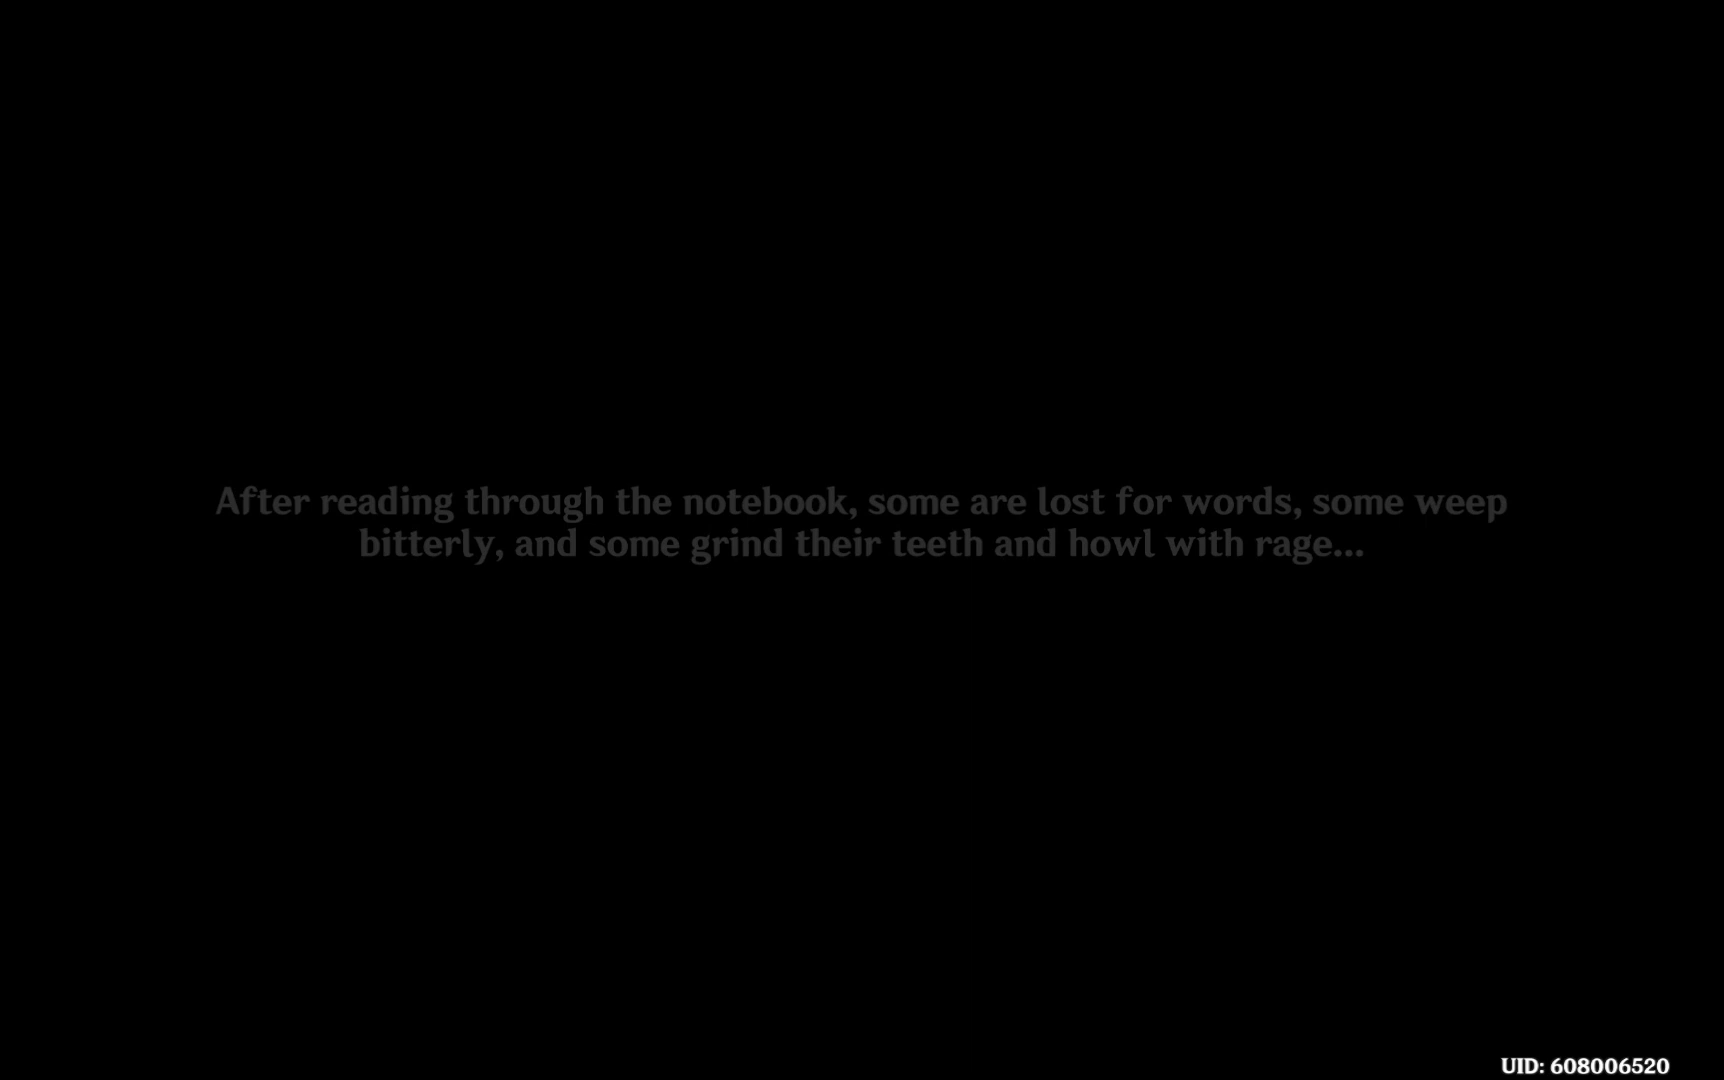 After reading through the notebook, some are lost for words, some weep
bitterly, and some grind their teeth and howl with rage...
UID: 608006520